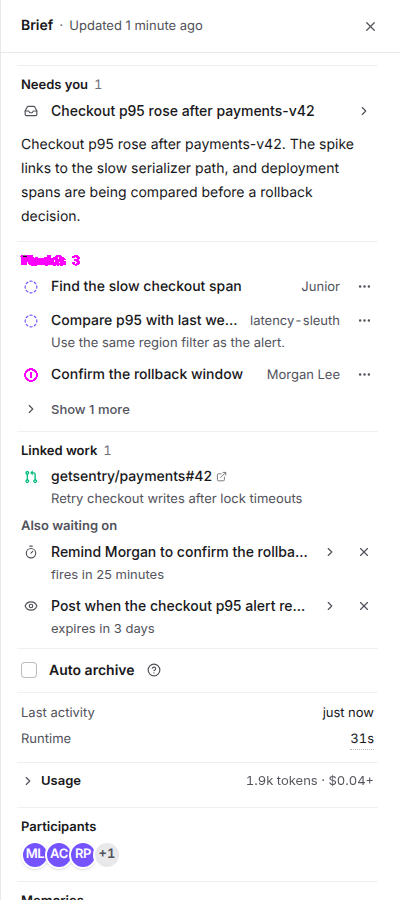 Brief · Updated 1 minute ago
Needs you 1
Checkout p95 rose after payments-v42
Checkout p95 rose after payments-v42. The spike
links to the slow serializer path, and deployment
spans are being compared before a rollback
decision.
3
Find the slow checkout span Junior
Compare p95 with last we... latency-sleuth
Use the same region filter as the alert.
Confirm the rollback window Morgan Lee
Show 1 more
Linked work 1
getsentry/payments#42
Retry checkout writes after lock timeouts
Also waiting on
Remind Morgan to confirm the rollba...
fires in 25 minutes
Post when the checkout p95 alert re...
expires in 3 days
Auto archive
Last activity just now
Runtime 31s
Usage 1.9k tokens · $0.04+
Participants
ML AC RP +1